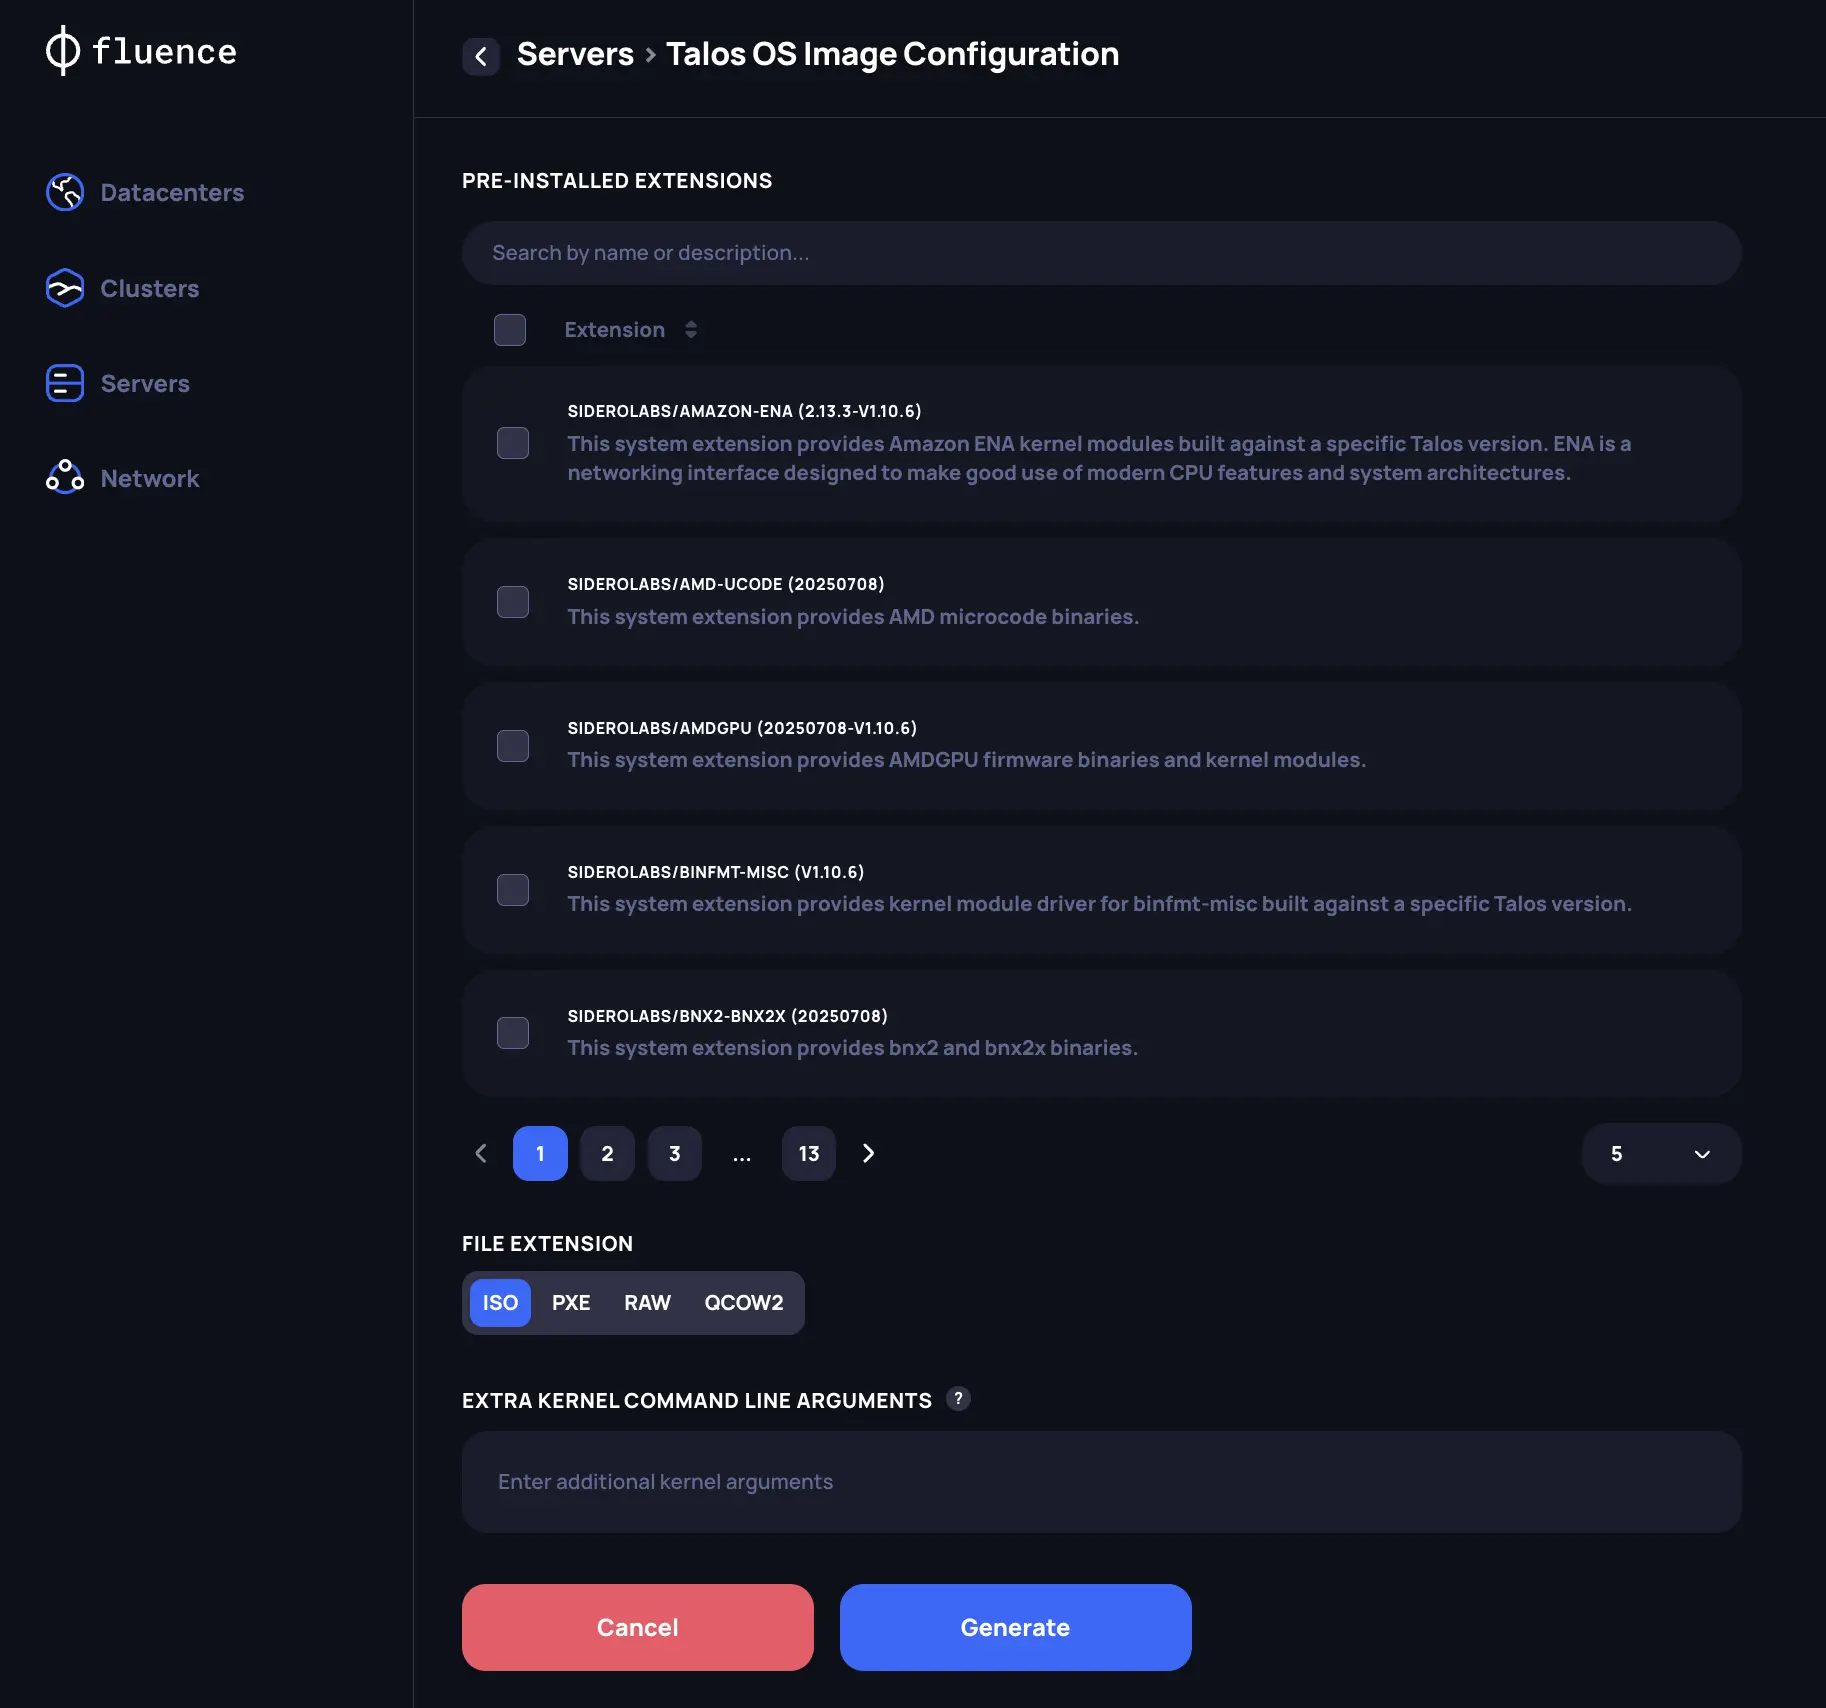 fluence
Datacenters
Clusters
Servers
Network
Servers › Talos OS Image Configuration
PRE-INSTALLED EXTENSIONS
Search by name or description...
Extension
SIDEROLABS/AMAZON-ENA (2.13.3-V1.10.6)
This system extension provides Amazon ENA kernel modules built against a specific Talos version. ENA is a
networking interface designed to make good use of modern CPU features and system architectures.
SIDEROLABS/AMD-UCODE (20250708)
This system extension provides AMD microcode binaries.
SIDEROLABS/AMDGPU (20250708-V1.10.6)
This system extension provides AMDGPU firmware binaries and kernel modules.
SIDEROLABS/BINFMT-MISC (V1.10.6)
This system extension provides kernel module driver for binfmt-misc built against a specific Talos version.
SIDEROLABS/BNX2-BNX2X (20250708)
This system extension provides bnx2 and bnx2x binaries.
1 2 3 ... 13 5
FILE EXTENSION
ISO PXE RAW QCOW2
EXTRA KERNEL COMMAND LINE ARGUMENTS ?
Enter additional kernel arguments
Cancel Generate